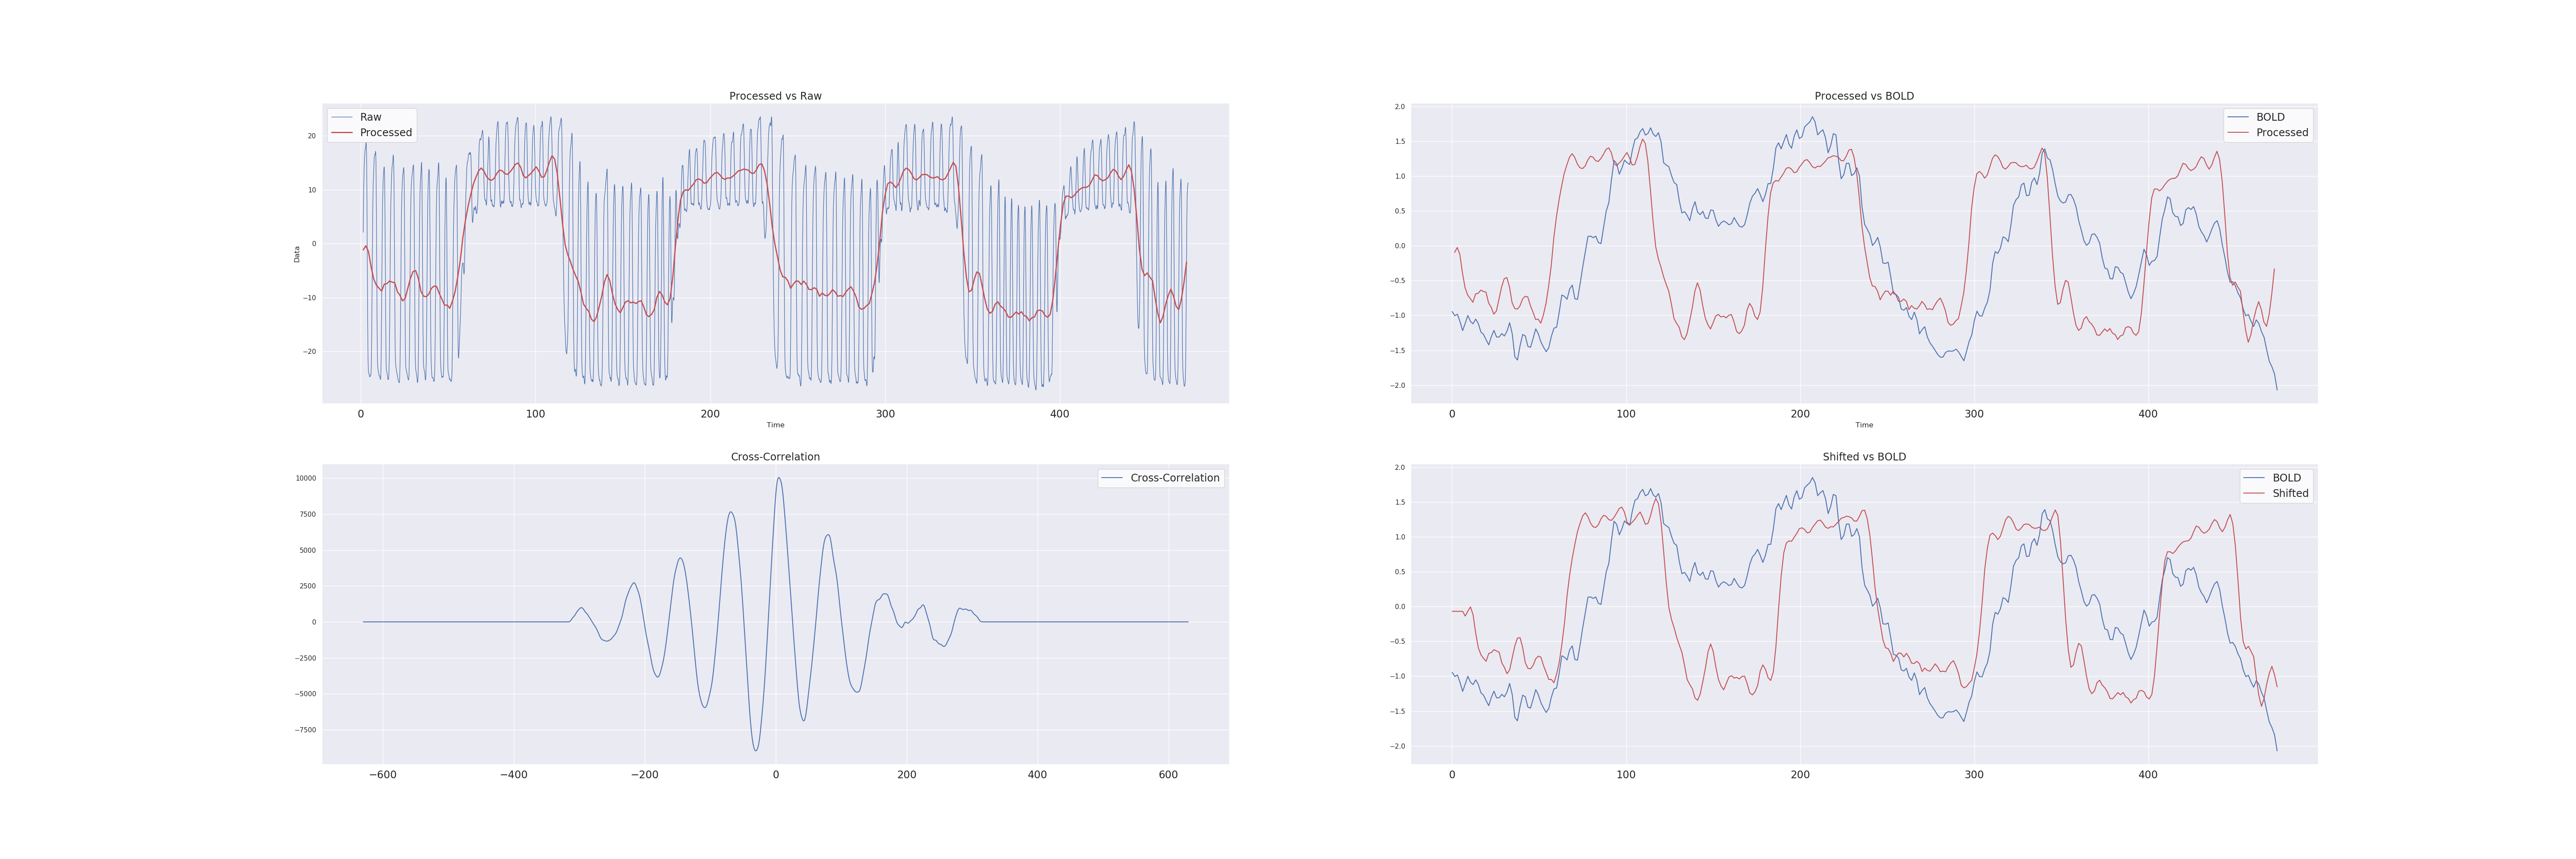 Processed vs Raw
Raw
Processed
Data
20
10
0
−10
−20
0 100 200 300 400
Time
Processed vs BOLD
BOLD
Processed
2.0
1.5
1.0
0.5
0.0
−0.5
−1.0
−1.5
−2.0
0 100 200 300 400
Time
Cross-Correlation
Cross-Correlation
10000
7500
5000
2500
0
−2500
−5000
−7500
−600 −400 −200 0 200 400 600
Shifted vs BOLD
BOLD
Shifted
2.0
1.5
1.0
0.5
0.0
−0.5
−1.0
−1.5
−2.0
0 100 200 300 400